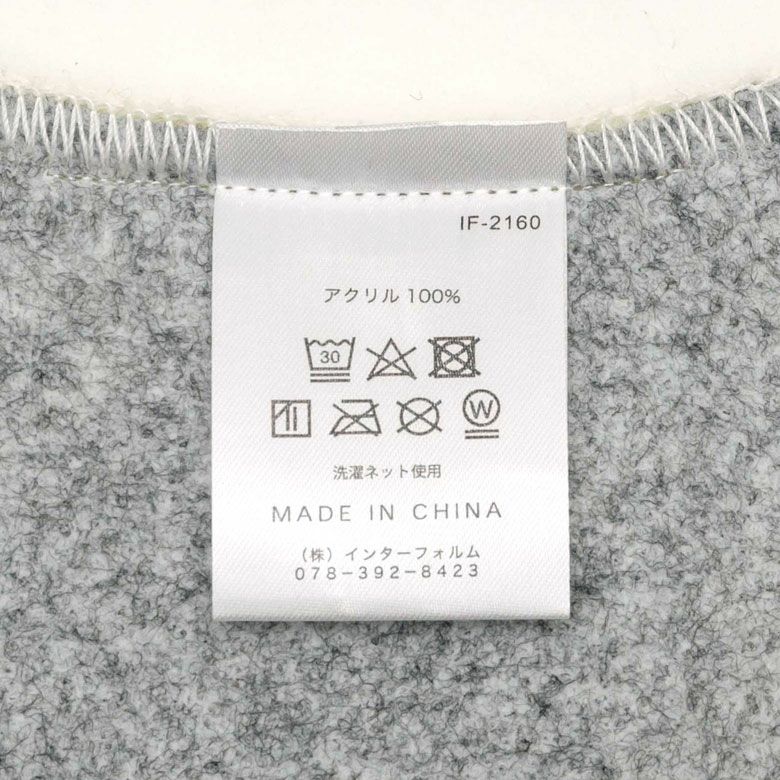 IF-2160
アクリル 100%
30
W
洗濯ネット使用
MADE IN CHINA
（株）インターフォルム
078-392-8423